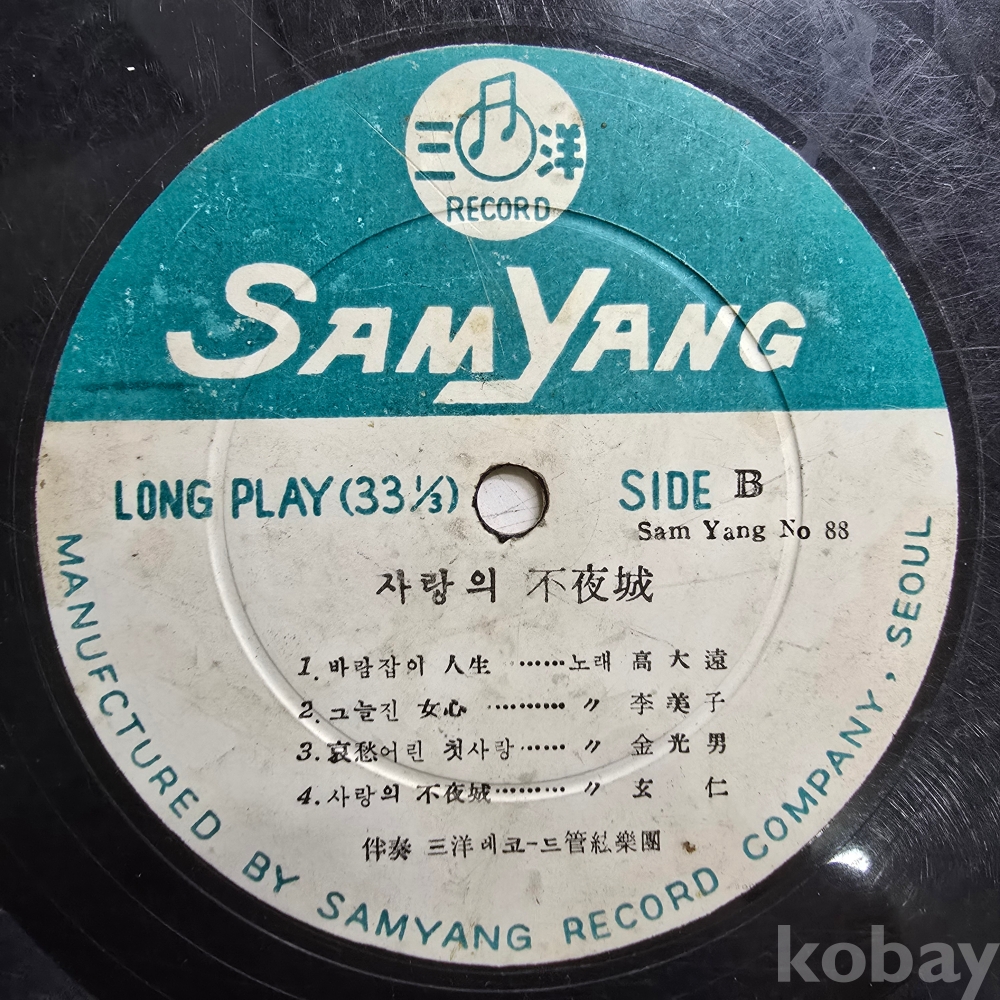 三洋
RECORD
SAMYANG
LONG PLAY (33 ⅓)
SIDE B
Sam Yang No 88
사랑의 不夜城
1. 바람잡이 人生 ········ 노래 高大遠
2. 그늘진 女心 ·········· 〃 李美子
3. 哀愁어린 첫사랑 ······ 〃 金光男
4. 사랑의 不夜城 ········· 〃 玄仁
伴奏 三洋레코-드管絃樂團
MANUFCTURED BY SAMYANG RECORD COMPANY, SEOUL
kobay